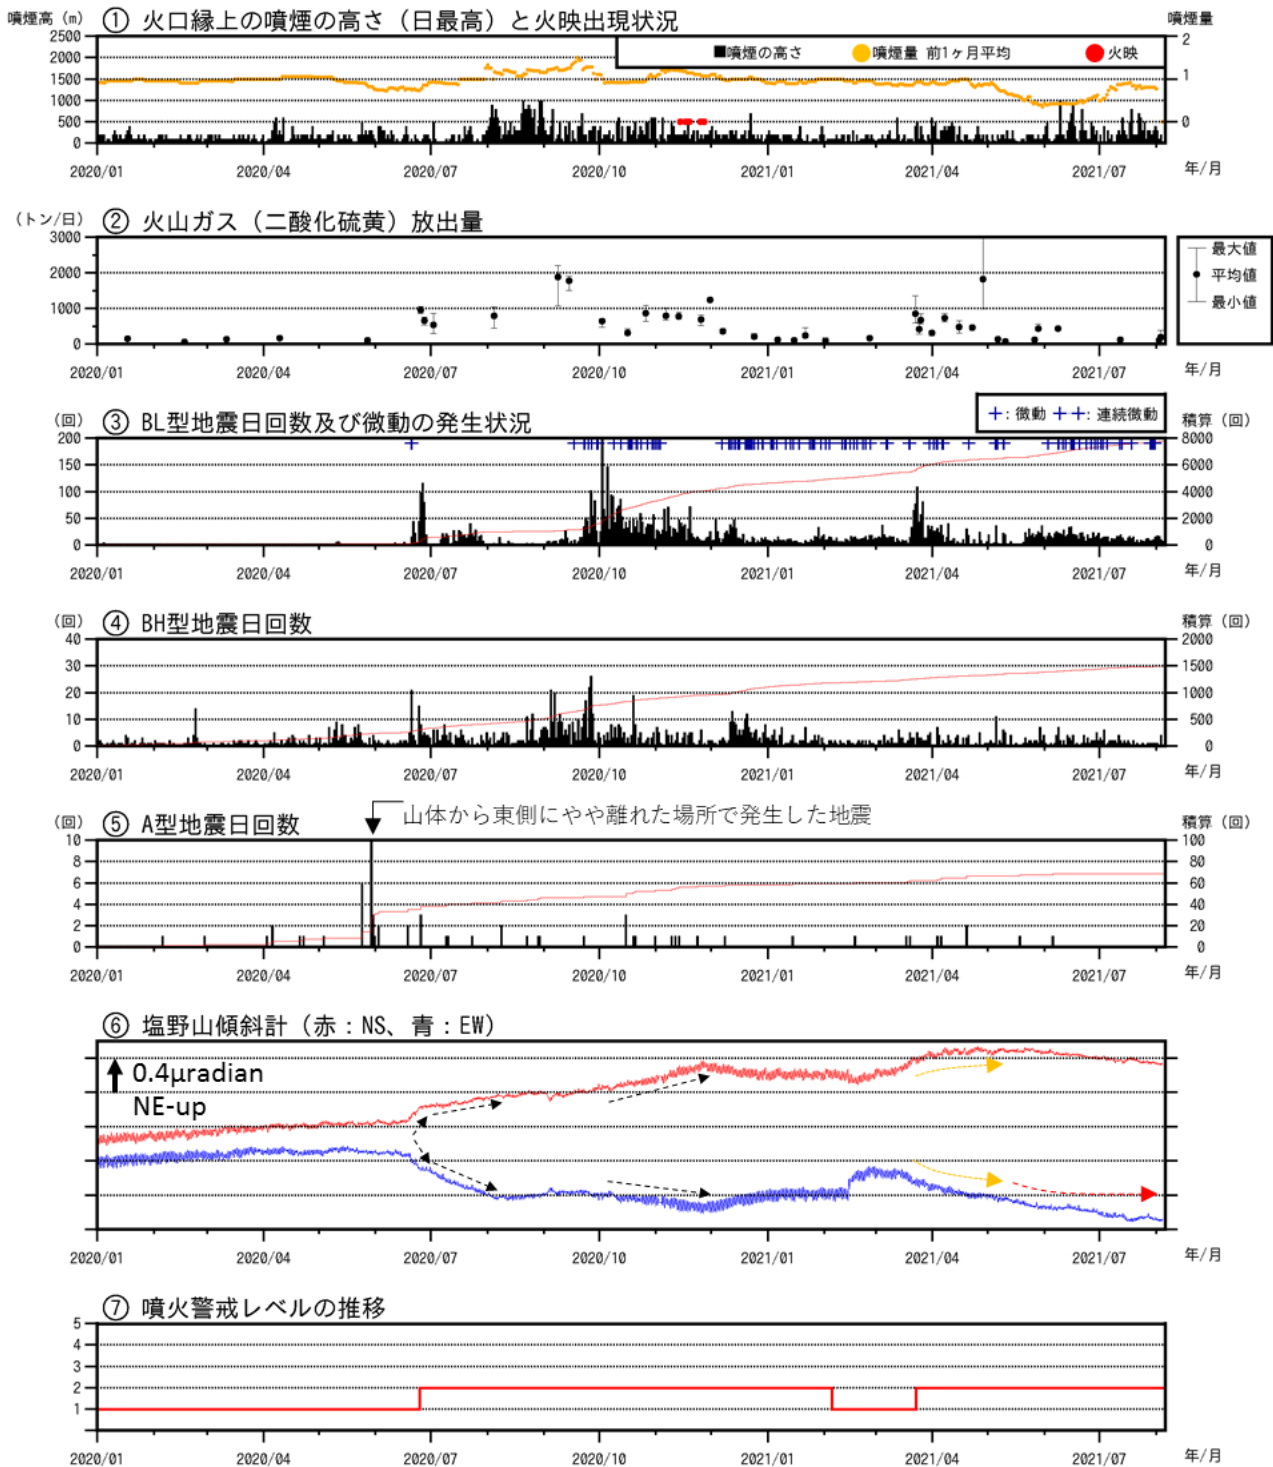 噴煙高（m） ① 火口縁上の噴煙の高さ（日最高）と火映出現状況 噴煙量
■噴煙の高さ ●噴煙量 前1ヶ月平均 ●火映
2500 2
2000
1500 1
1000
500 0
0
2020/01 2020/04 2020/07 2020/10 2021/01 2021/04 2021/07 年/月
（トン/日） ② 火山ガス（二酸化硫黄）放出量
3000
2000
1000
0
最大値
平均値
最小値
2020/01 2020/04 2020/07 2020/10 2021/01 2021/04 2021/07 年/月
（回） ③ BL型地震日回数及び微動の発生状況 積算（回）
＋：微動 ＋＋：連続微動
200 8000
150 6000
100 4000
50 2000
0 0
2020/01 2020/04 2020/07 2020/10 2021/01 2021/04 2021/07 年/月
（回） ④ BH型地震日回数 積算（回）
40 2000
30 1500
20 1000
10 500
0 0
2020/01 2020/04 2020/07 2020/10 2021/01 2021/04 2021/07 年/月
（回） ⑤ A型地震日回数 山体から東側にやや離れた場所で発生した地震 積算（回）
10 100
8 80
6 60
4 40
2 20
0 0
2020/01 2020/04 2020/07 2020/10 2021/01 2021/04 2021/07 年/月
⑥ 塩野山傾斜計（赤：NS、青：EW）
0.4μradian
NE-up
2020/01 2020/04 2020/07 2020/10 2021/01 2021/04 2021/07 年/月
⑦ 噴火警戒レベルの推移
5
4
3
2
1
2020/01 2020/04 2020/07 2020/10 2021/01 2021/04 2021/07 年/月